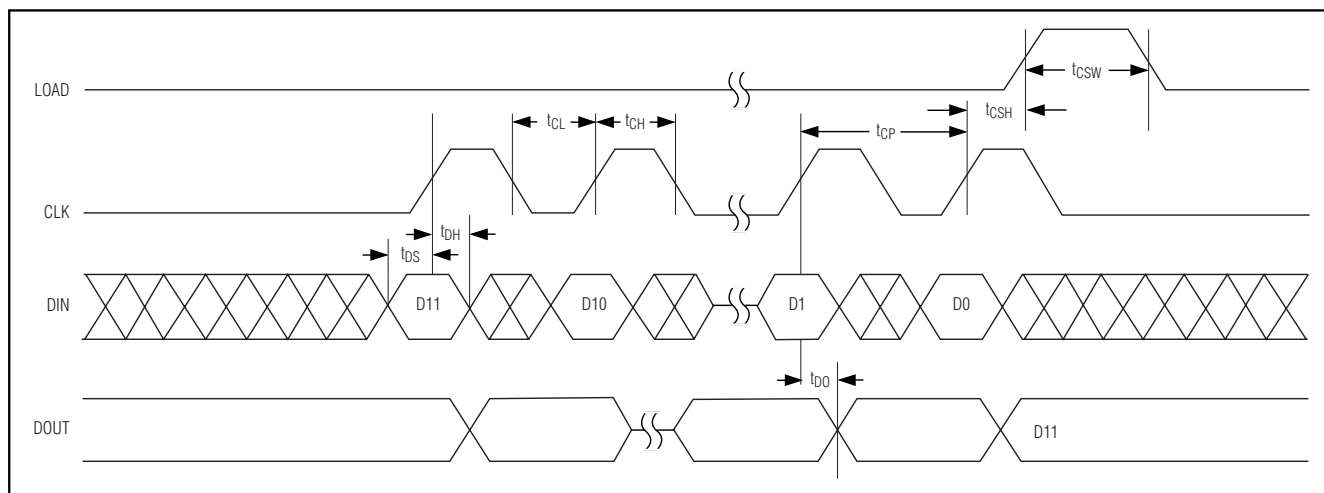 LOAD
tCSW
tCSH
tCL
tCH
tCP
CLK
tDH
tDS
DIN
D11
D10
D1
D0
tDO
DOUT
D11